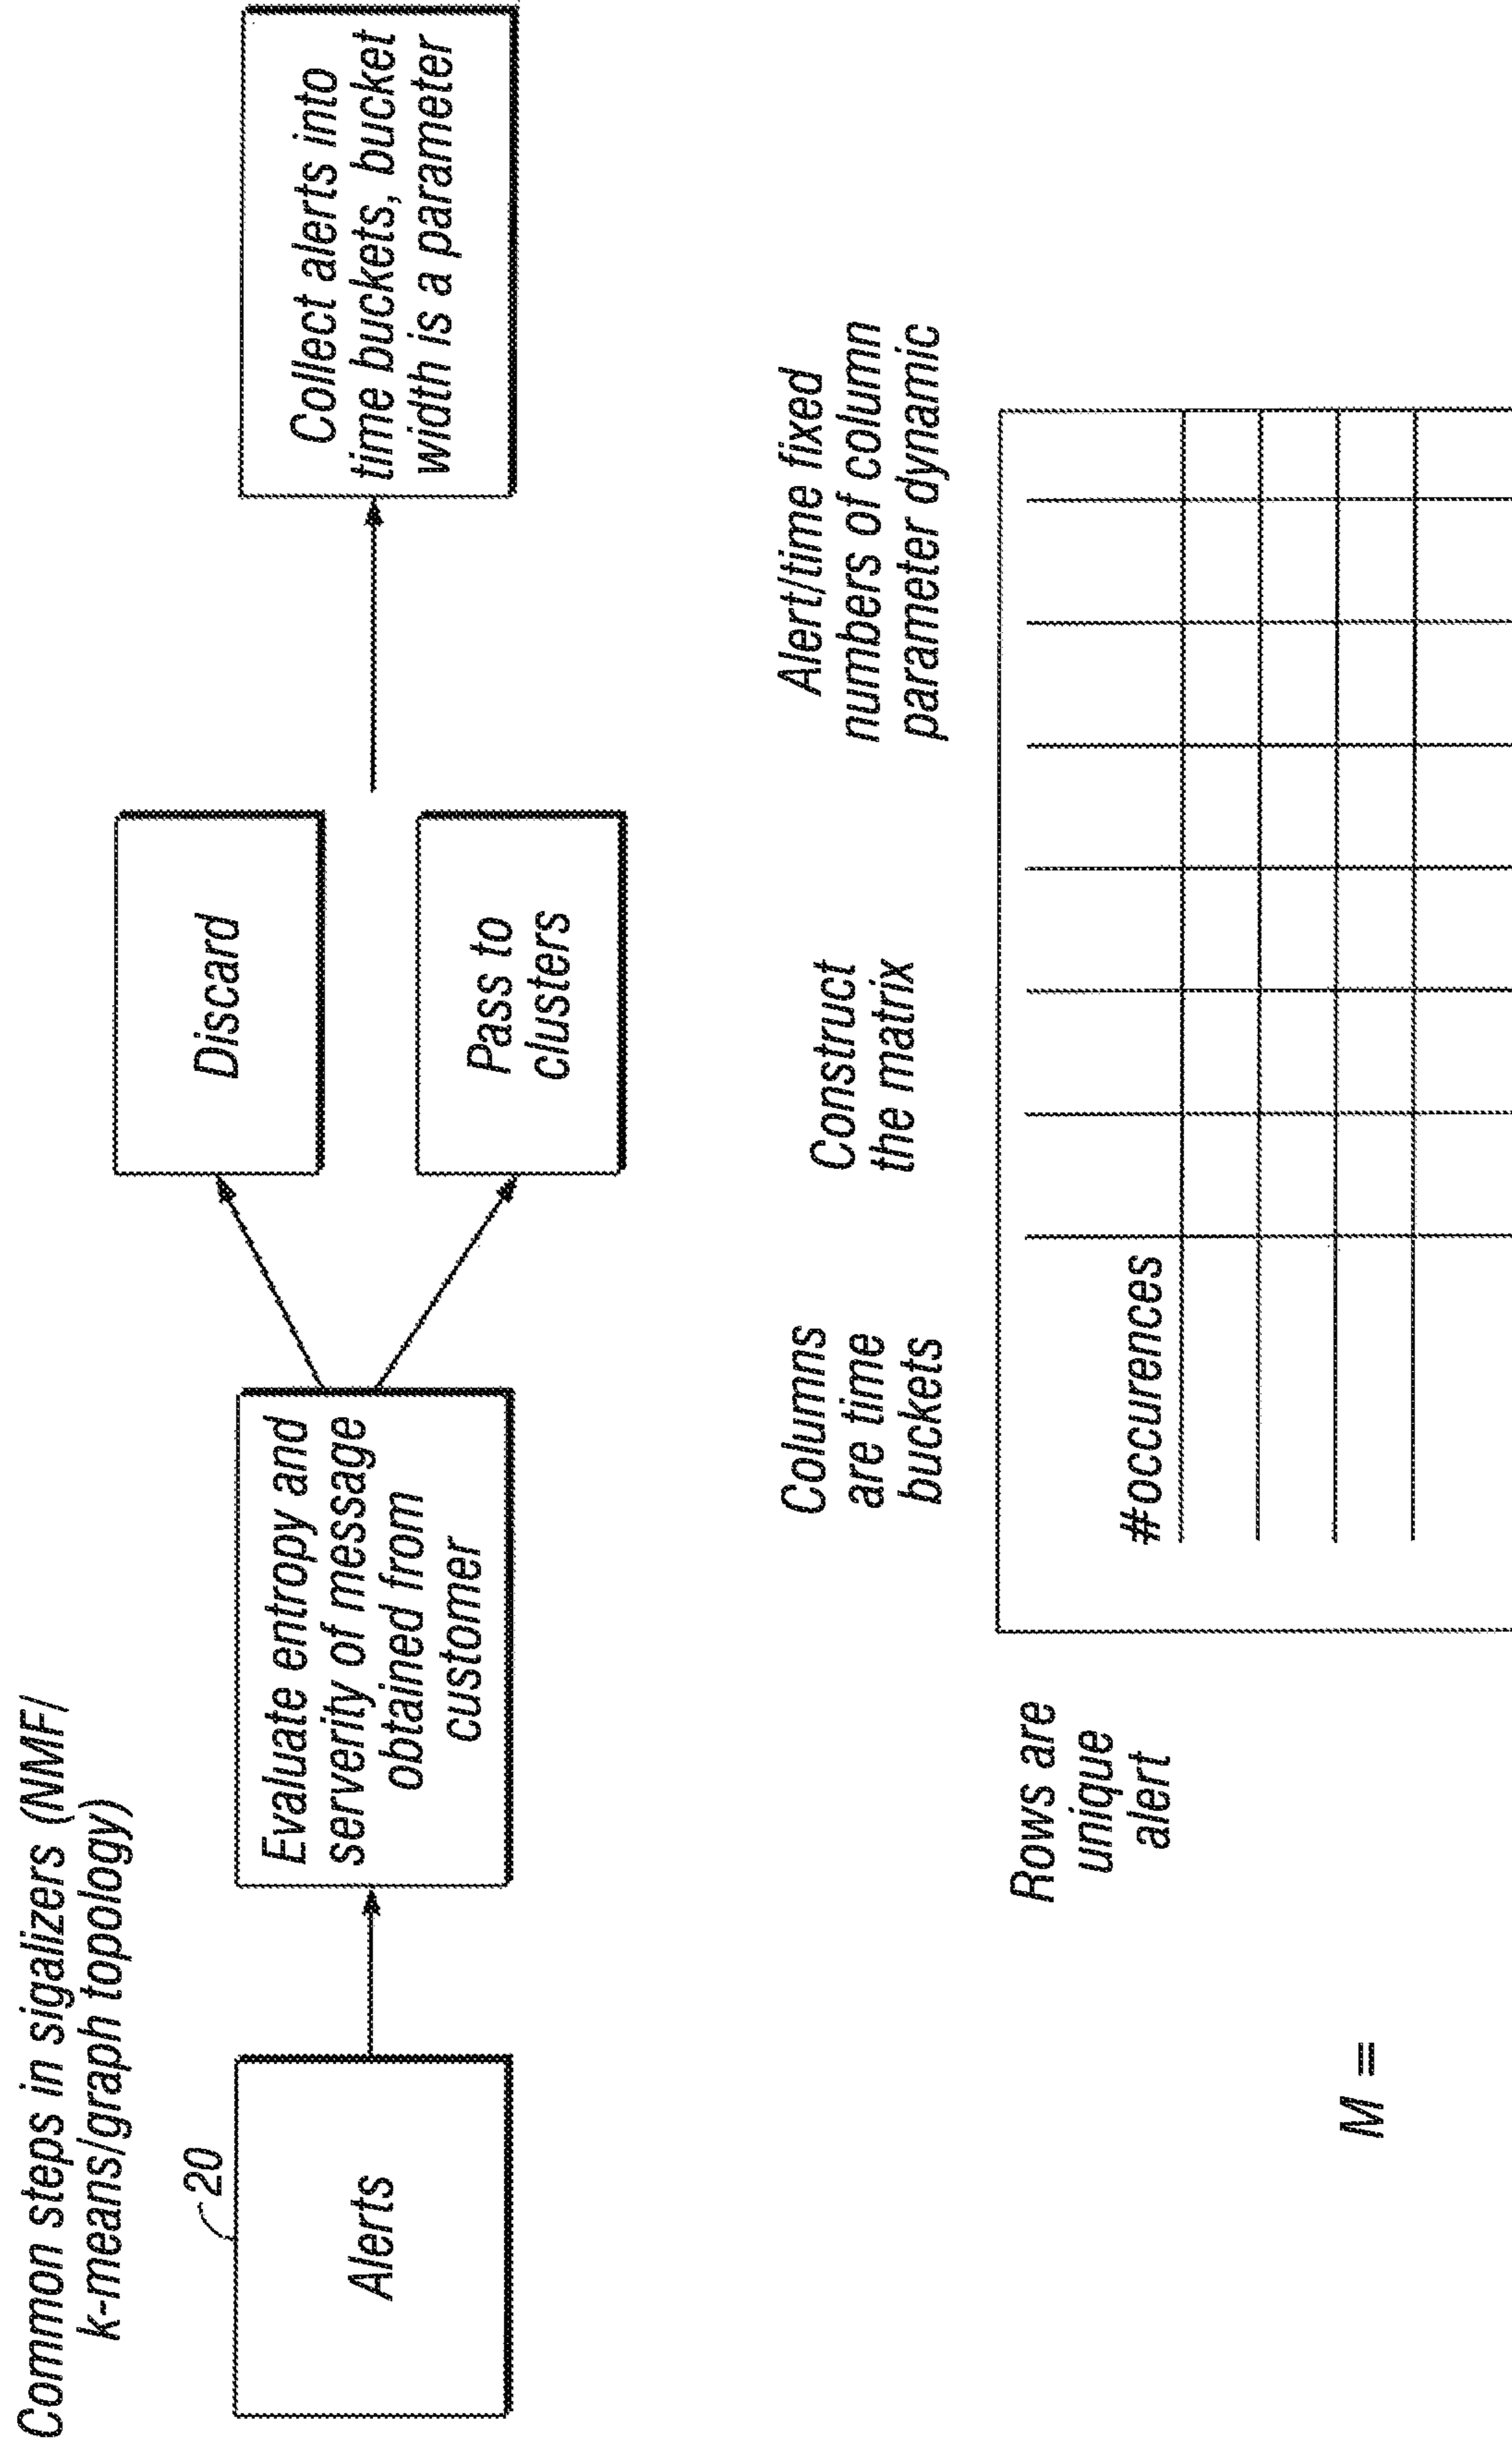 Common steps in sigalizers (NMF/
k-means/graph topology)
20
Alerts
Evaluate entropy and
serverity of message
obtained from
customer
Discard
Pass to
clusters
Collect alerts into
time buckets, bucket
width is a parameter
Columns
are time
buckets
Construct
the matrix
Alert/time fixed
numbers of column
parameter dynamic
Rows are
unique
alert
#occurences
M =